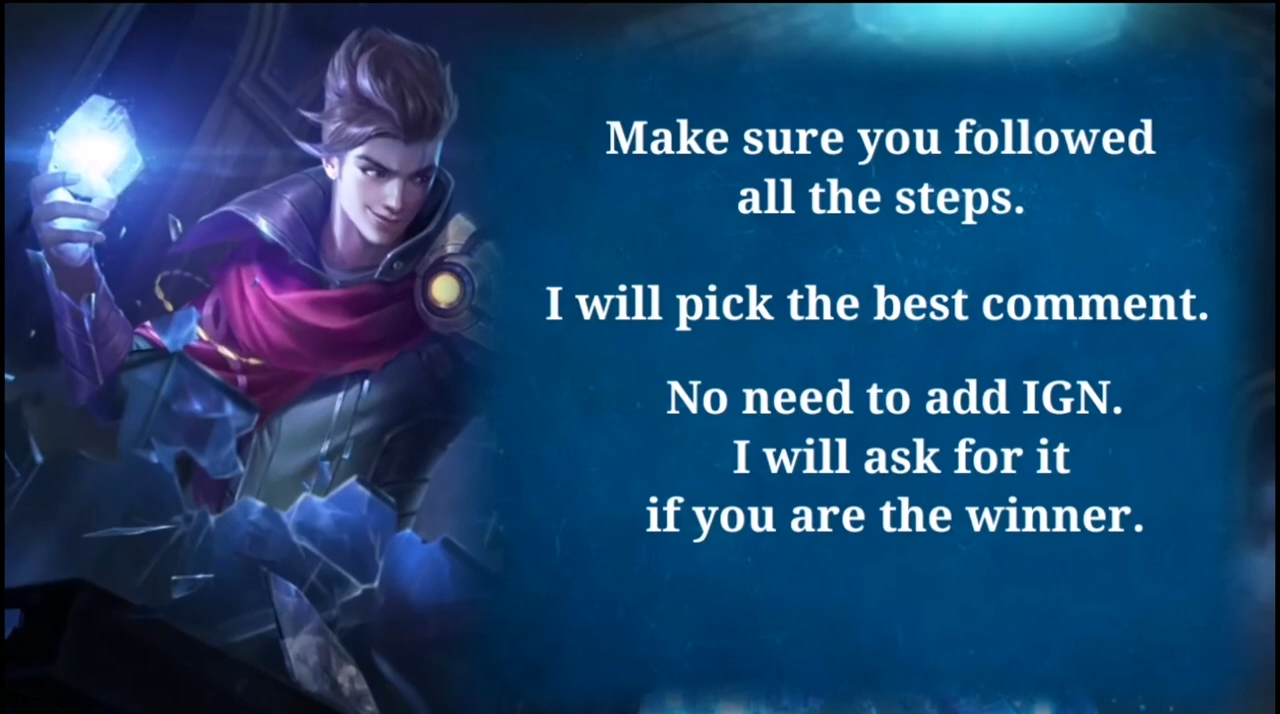 Make sure you followed
all the steps.
I will pick the best comment.
No need to add IGN.
I will ask for it
if you are the winner.